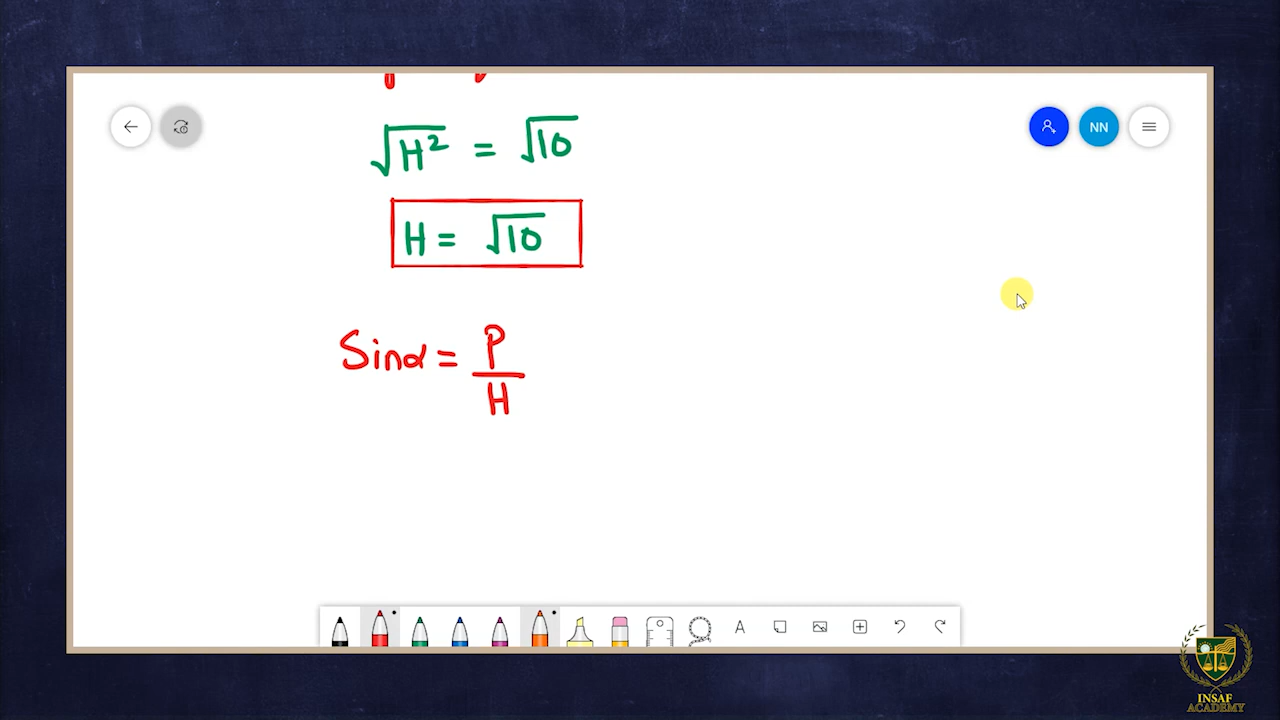 √H² = √10
NN
H = √10
Sinα = P/H
A
INSAF
ACADEMY